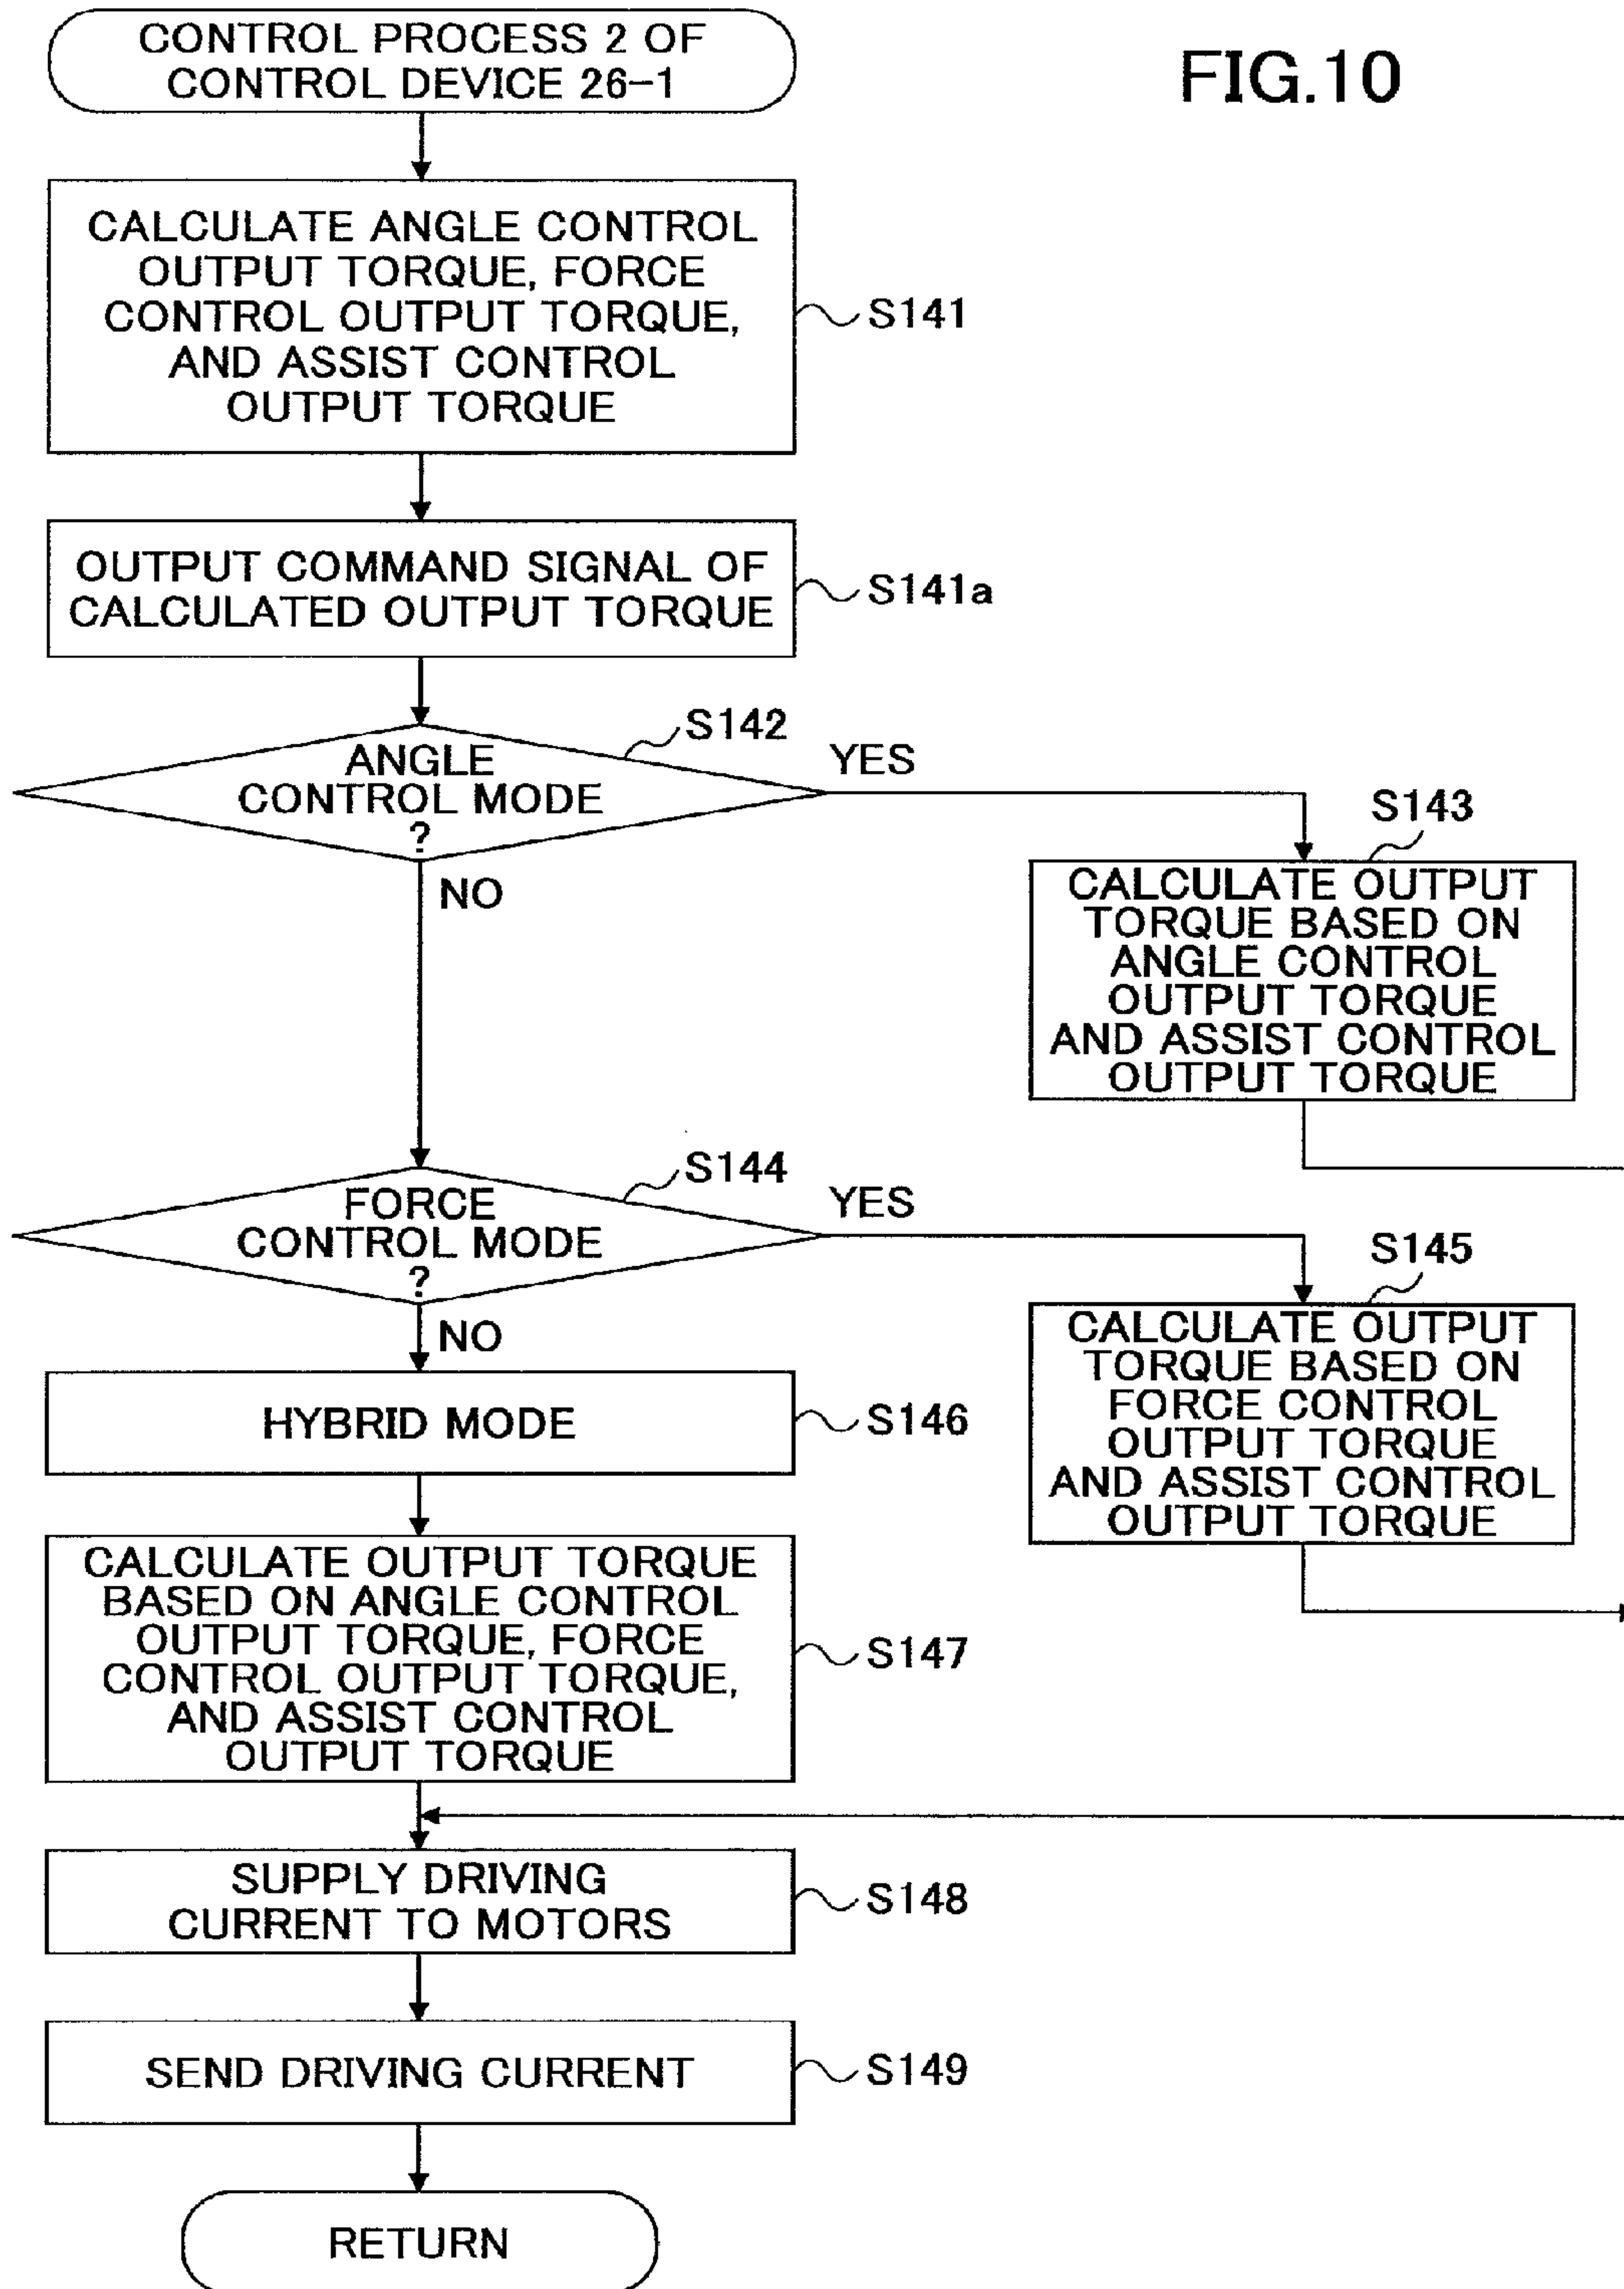 FIG.10
CONTROL PROCESS 2 OF
CONTROL DEVICE 26-1
CALCULATE ANGLE CONTROL
OUTPUT TORQUE, FORCE
CONTROL OUTPUT TORQUE,
AND ASSIST CONTROL
OUTPUT TORQUE
S141
OUTPUT COMMAND SIGNAL OF
CALCULATED OUTPUT TORQUE
S141a
ANGLE
CONTROL MODE
?
S142
YES
NO
S143
CALCULATE OUTPUT
TORQUE BASED ON
ANGLE CONTROL
OUTPUT TORQUE
AND ASSIST CONTROL
OUTPUT TORQUE
FORCE
CONTROL MODE
?
S144
YES
NO
S145
CALCULATE OUTPUT
TORQUE BASED ON
FORCE CONTROL
OUTPUT TORQUE
AND ASSIST CONTROL
OUTPUT TORQUE
HYBRID MODE
S146
CALCULATE OUTPUT TORQUE
BASED ON ANGLE CONTROL
OUTPUT TORQUE, FORCE
CONTROL OUTPUT TORQUE,
AND ASSIST CONTROL
OUTPUT TORQUE
S147
SUPPLY DRIVING
CURRENT TO MOTORS
S148
SEND DRIVING CURRENT
S149
RETURN